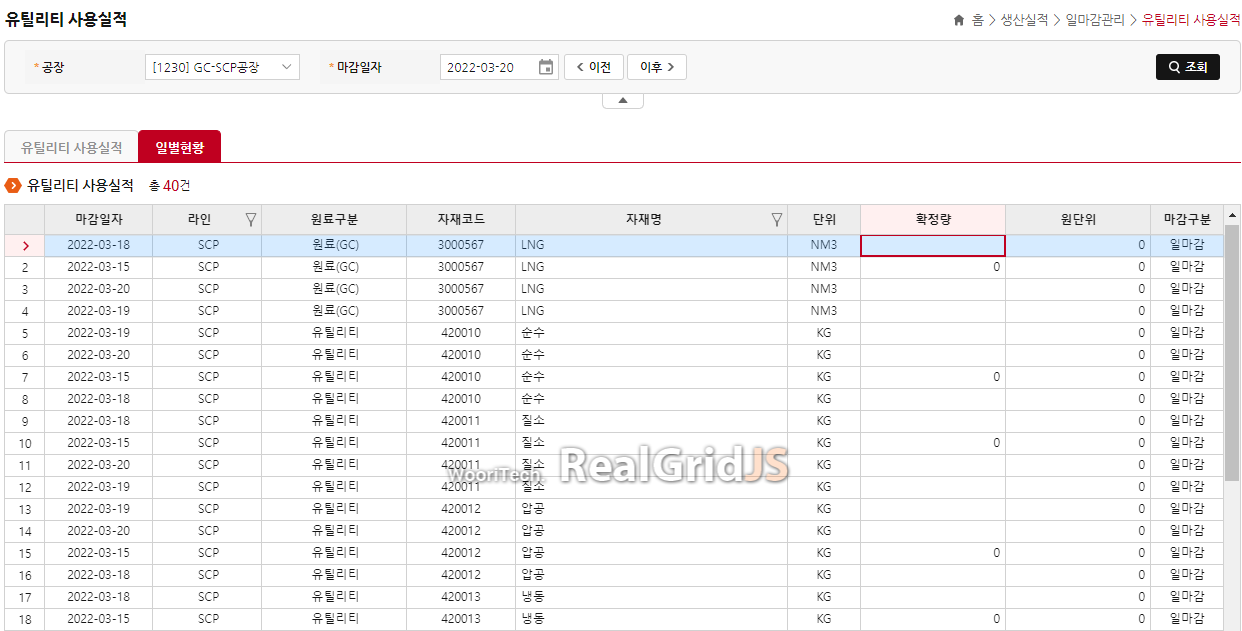 유틸리티 사용실적
홈 > 생산실적 > 일마감관리 > 유틸리티 사용실적
* 공장 [1230] GC-SCP공장 * 마감일자 2022-03-20 < 이전 이후 > 조회
유틸리티 사용실적 일별현황
유틸리티 사용실적 총 40건
마감일자 라인 원료구분 자재코드 자재명 단위 확정량 원단위 마감구분
2022-03-18 SCP 원료(GC) 3000567 LNG NM3 0 일마감
2 2022-03-15 SCP 원료(GC) 3000567 LNG NM3 0 0 일마감
3 2022-03-20 SCP 원료(GC) 3000567 LNG NM3 0 일마감
4 2022-03-19 SCP 원료(GC) 3000567 LNG NM3 0 일마감
5 2022-03-19 SCP 유틸리티 420010 순수 KG 0 일마감
6 2022-03-20 SCP 유틸리티 420010 순수 KG 0 일마감
7 2022-03-15 SCP 유틸리티 420010 순수 KG 0 0 일마감
8 2022-03-18 SCP 유틸리티 420010 순수 KG 0 일마감
9 2022-03-18 SCP 유틸리티 420011 질소 KG 0 일마감
10 2022-03-15 SCP 유틸리티 420011 질소 KG 0 0 일마감
11 2022-03-20 SCP 유틸리티 420011 질소 KG 0 일마감
WooriTech. RealGridJS
12 2022-03-19 SCP 유틸리티 420011 질소 KG 0 일마감
13 2022-03-19 SCP 유틸리티 420012 압공 KG 0 일마감
14 2022-03-20 SCP 유틸리티 420012 압공 KG 0 일마감
15 2022-03-15 SCP 유틸리티 420012 압공 KG 0 0 일마감
16 2022-03-18 SCP 유틸리티 420012 압공 KG 0 일마감
17 2022-03-18 SCP 유틸리티 420013 냉동 KG 0 일마감
18 2022-03-15 SCP 유틸리티 420013 냉동 KG 0 0 일마감